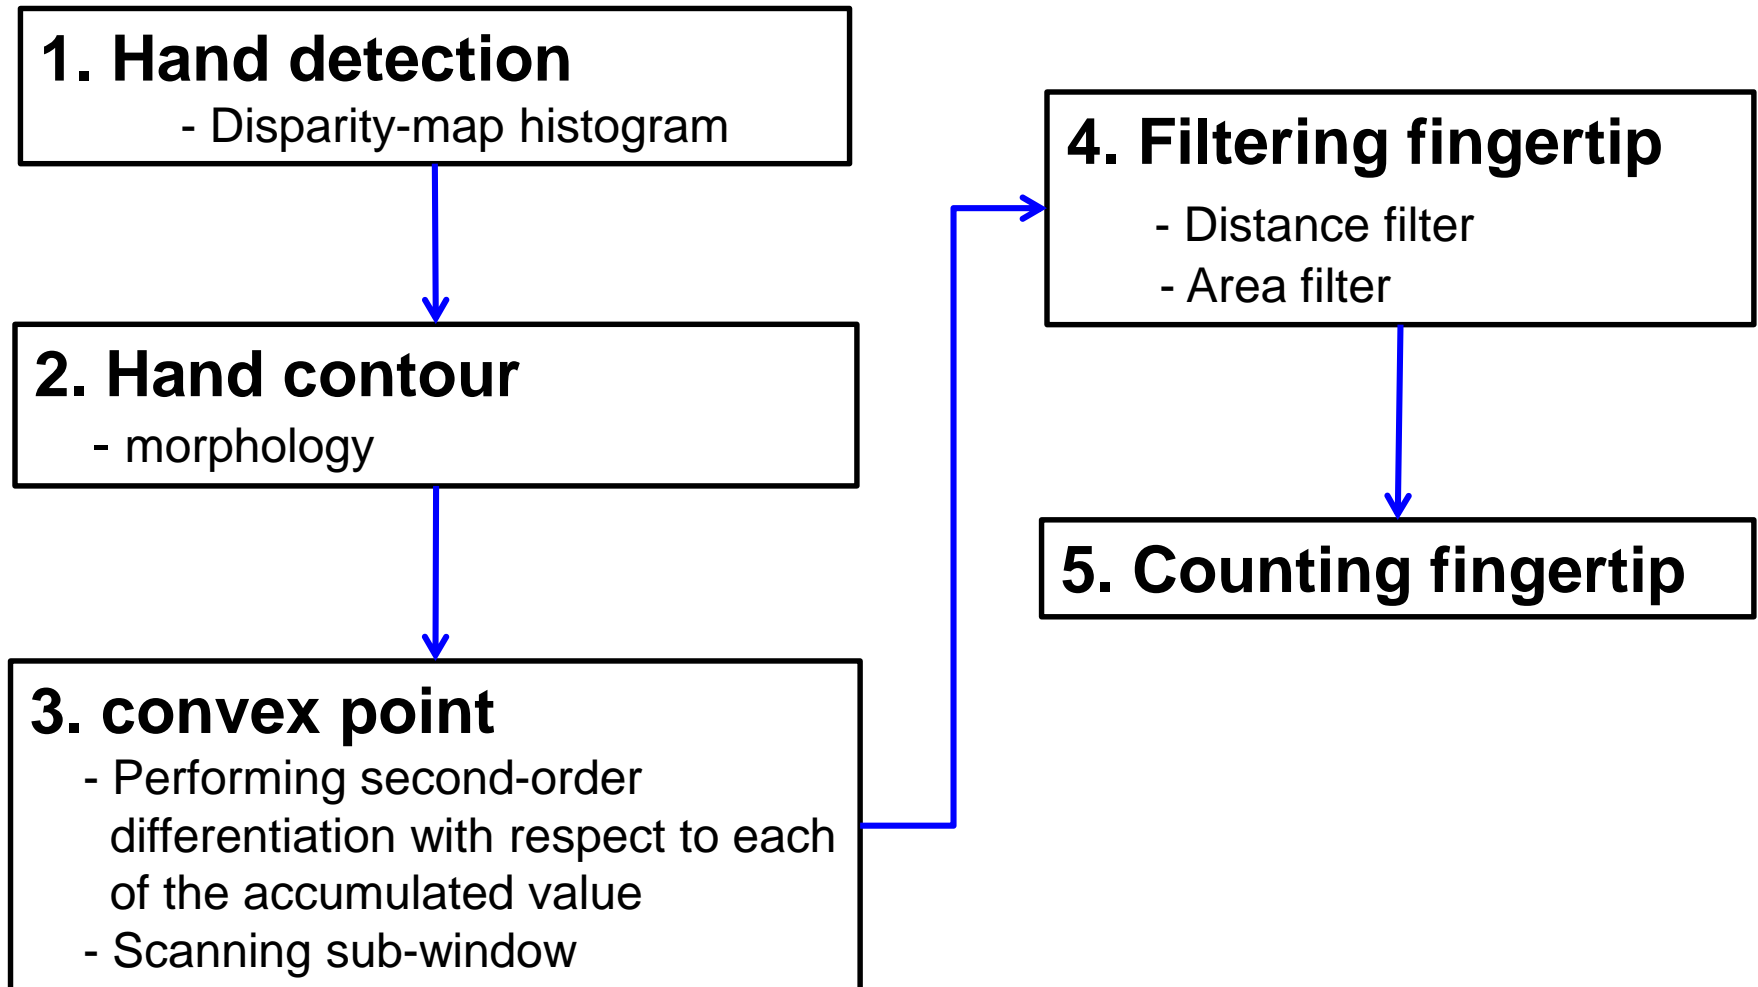 1. Hand detection
- Disparity-map histogram
2. Hand contour
- morphology
3. convex point
- Performing second-order
differentiation with respect to each
of the accumulated value
- Scanning sub-window
4. Filtering fingertip
- Distance filter
- Area filter
5. Counting fingertip